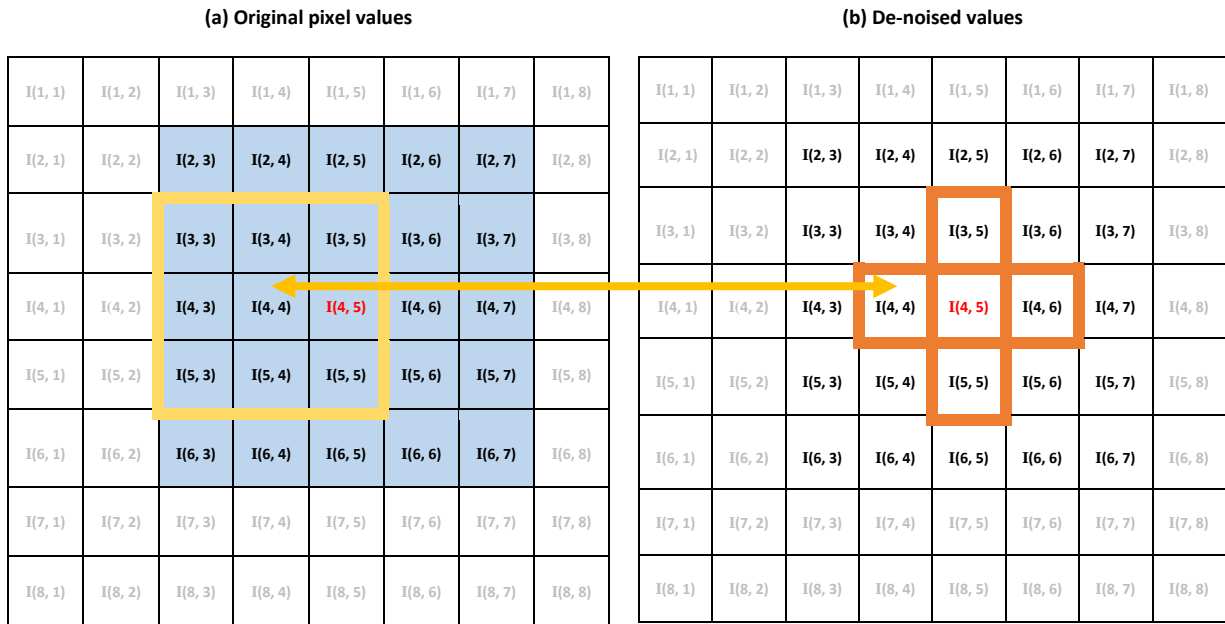 (a) Original pixel values
I(1, 1) I(1, 2) I(1, 3) I(1, 4) I(1, 5) I(1, 6) I(1, 7) I(1, 8)
I(2, 1) I(2, 2) I(2, 3) I(2, 4) I(2, 5) I(2, 6) I(2, 7) I(2, 8)
I(3, 1) I(3, 2) I(3, 3) I(3, 4) I(3, 5) I(3, 6) I(3, 7) I(3, 8)
I(4, 1) I(4, 2) I(4, 3) I(4, 4) I(4, 5) I(4, 6) I(4, 7) I(4, 8)
I(5, 1) I(5, 2) I(5, 3) I(5, 4) I(5, 5) I(5, 6) I(5, 7) I(5, 8)
I(6, 1) I(6, 2) I(6, 3) I(6, 4) I(6, 5) I(6, 6) I(6, 7) I(6, 8)
I(7, 1) I(7, 2) I(7, 3) I(7, 4) I(7, 5) I(7, 6) I(7, 7) I(7, 8)
I(8, 1) I(8, 2) I(8, 3) I(8, 4) I(8, 5) I(8, 6) I(8, 7) I(8, 8)
(b) De-noised values
I(1, 1) I(1, 2) I(1, 3) I(1, 4) I(1, 5) I(1, 6) I(1, 7) I(1, 8)
I(2, 1) I(2, 2) I(2, 3) I(2, 4) I(2, 5) I(2, 6) I(2, 7) I(2, 8)
I(3, 1) I(3, 2) I(3, 3) I(3, 4) I(3, 5) I(3, 6) I(3, 7) I(3, 8)
I(4, 1) I(4, 2) I(4, 3) I(4, 4) I(4, 5) I(4, 6) I(4, 7) I(4, 8)
I(5, 1) I(5, 2) I(5, 3) I(5, 4) I(5, 5) I(5, 6) I(5, 7) I(5, 8)
I(6, 1) I(6, 2) I(6, 3) I(6, 4) I(6, 5) I(6, 6) I(6, 7) I(6, 8)
I(7, 1) I(7, 2) I(7, 3) I(7, 4) I(7, 5) I(7, 6) I(7, 7) I(7, 8)
I(8, 1) I(8, 2) I(8, 3) I(8, 4) I(8, 5) I(8, 6) I(8, 7) I(8, 8)